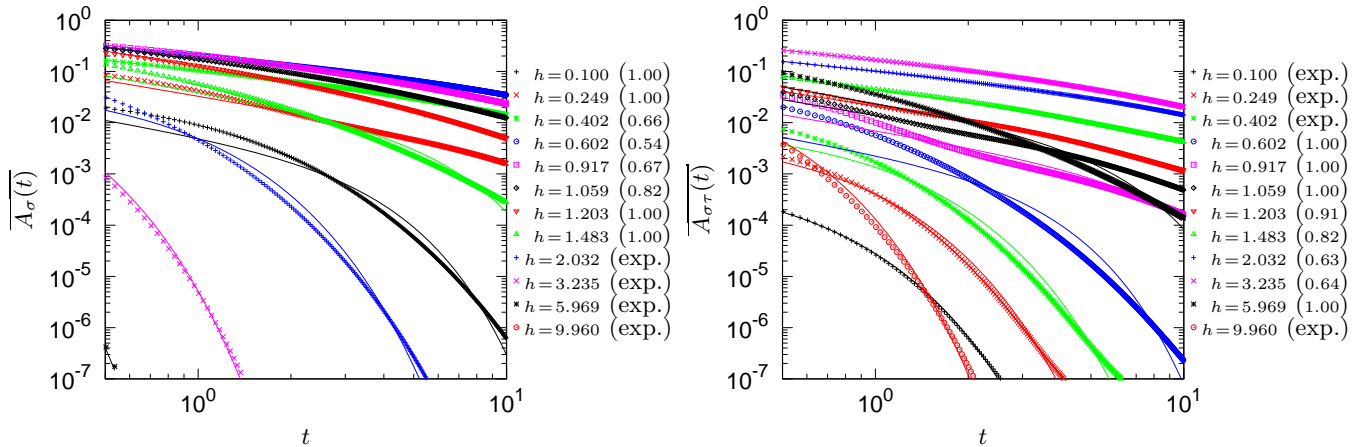 10^0
10^-1
10^-2
10^-3
10^-4
10^-5
10^-6
10^-7
A_σ(t)
10^0
10^1
t
h=0.100 (1.00)
h=0.249 (1.00)
h=0.402 (0.66)
h=0.602 (0.54)
h=0.917 (0.67)
h=1.059 (0.82)
h=1.203 (1.00)
h=1.483 (1.00)
h=2.032 (exp.)
h=3.235 (exp.)
h=5.969 (exp.)
h=9.960 (exp.)
10^0
10^-1
10^-2
10^-3
10^-4
10^-5
10^-6
10^-7
A_στ(t)
10^0
10^1
t
h=0.100 (exp.)
h=0.249 (exp.)
h=0.402 (exp.)
h=0.602 (1.00)
h=0.917 (1.00)
h=1.059 (1.00)
h=1.203 (0.91)
h=1.483 (0.82)
h=2.032 (0.63)
h=3.235 (0.64)
h=5.969 (1.00)
h=9.960 (exp.)